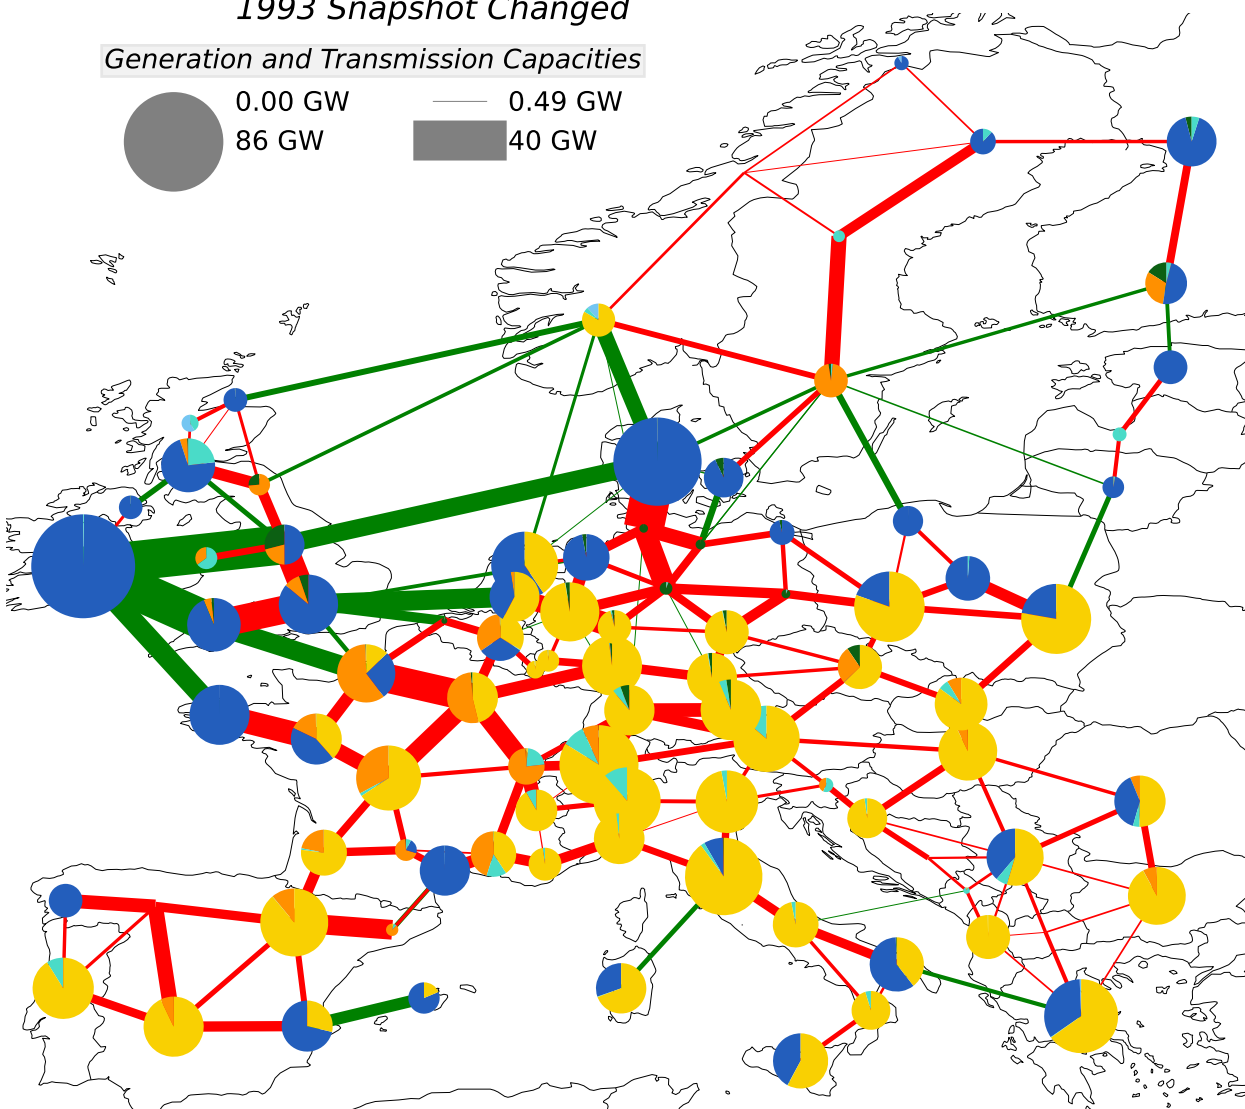 1993 Snapshot Changed
Generation and Transmission Capacities
0.00 GW
0.49 GW
86 GW
40 GW